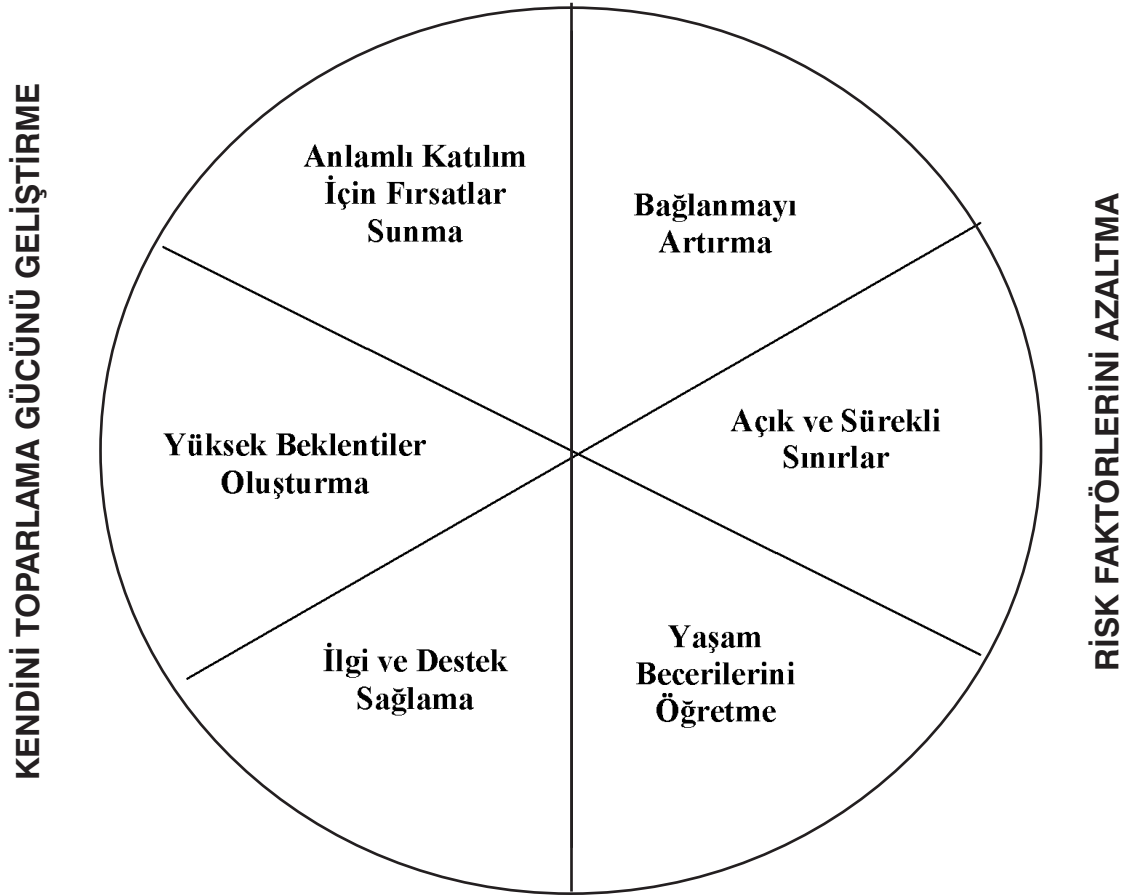 KENDİNİ TOPARLAMA GÜCÜNÜ GELİŞTİRME
Anlamlı Katılım
İçin Fırsatlar
Sunma
Bağlanmayı
Artırma
Yüksek Beklentiler
Oluşturma
Açık ve Sürekli
Sınırlar
İlgi ve Destek
Sağlama
Yaşam
Becerilerini
Öğretme
RİSK FAKTÖRLERİNİ AZALTMA